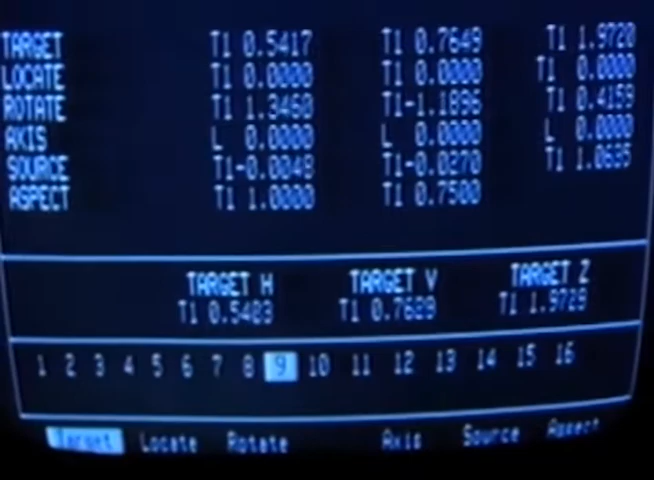 TARGET T1 0.5417 T1 0.7649 T1 1.9720
LOCATE T1 0.0000 T1 0.0000 T1 0.0000
ROTATE T1 1.3460 T1-1.1896 T1 0.4159
AXIS L 0.0000 L 0.0000 L 0.0000
SOURCE T1-0.0048 T1-0.0270 T1 1.0635
ASPECT T1 1.0000 T1 0.7500
TARGET H TARGET V TARGET Z
T1 0.5403 T1 0.7629 T1 1.9729
1 2 3 4 5 6 7 8 9 10 11 12 13 14 15 16
Target Locate Rotate Axis Source Aspect